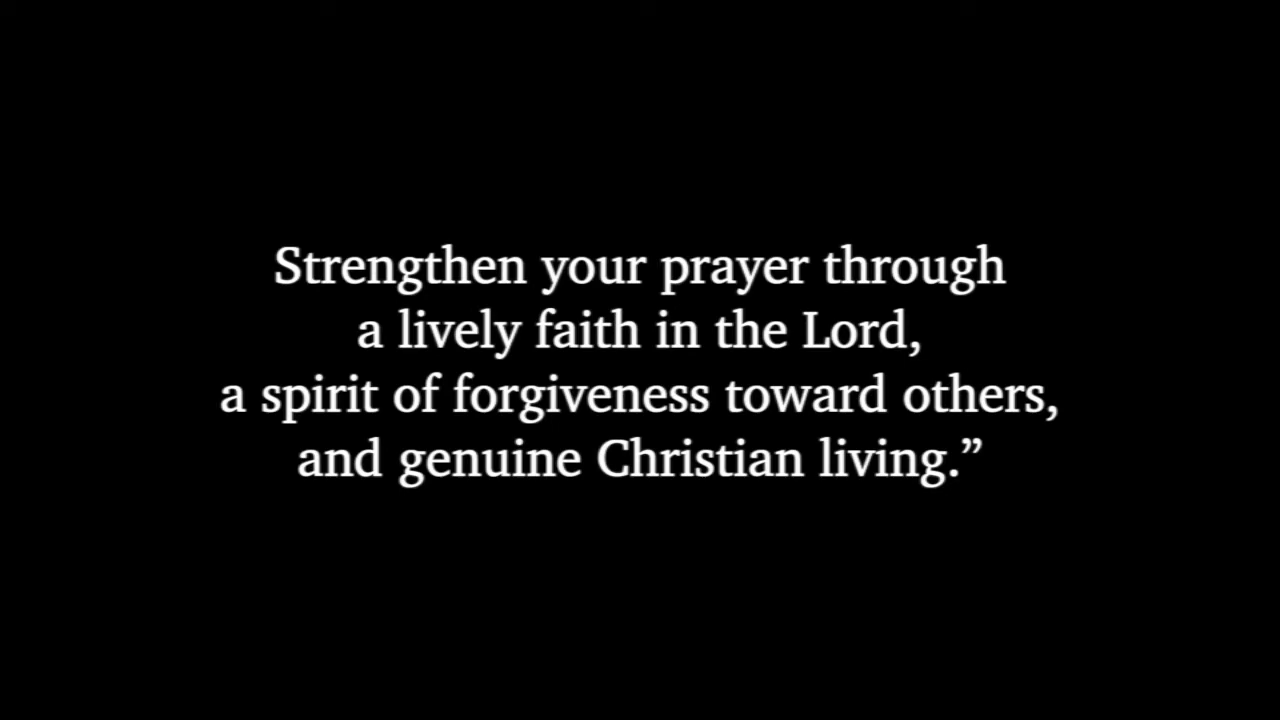 Strengthen your prayer through
a lively faith in the Lord,
a spirit of forgiveness toward others,
and genuine Christian living.”